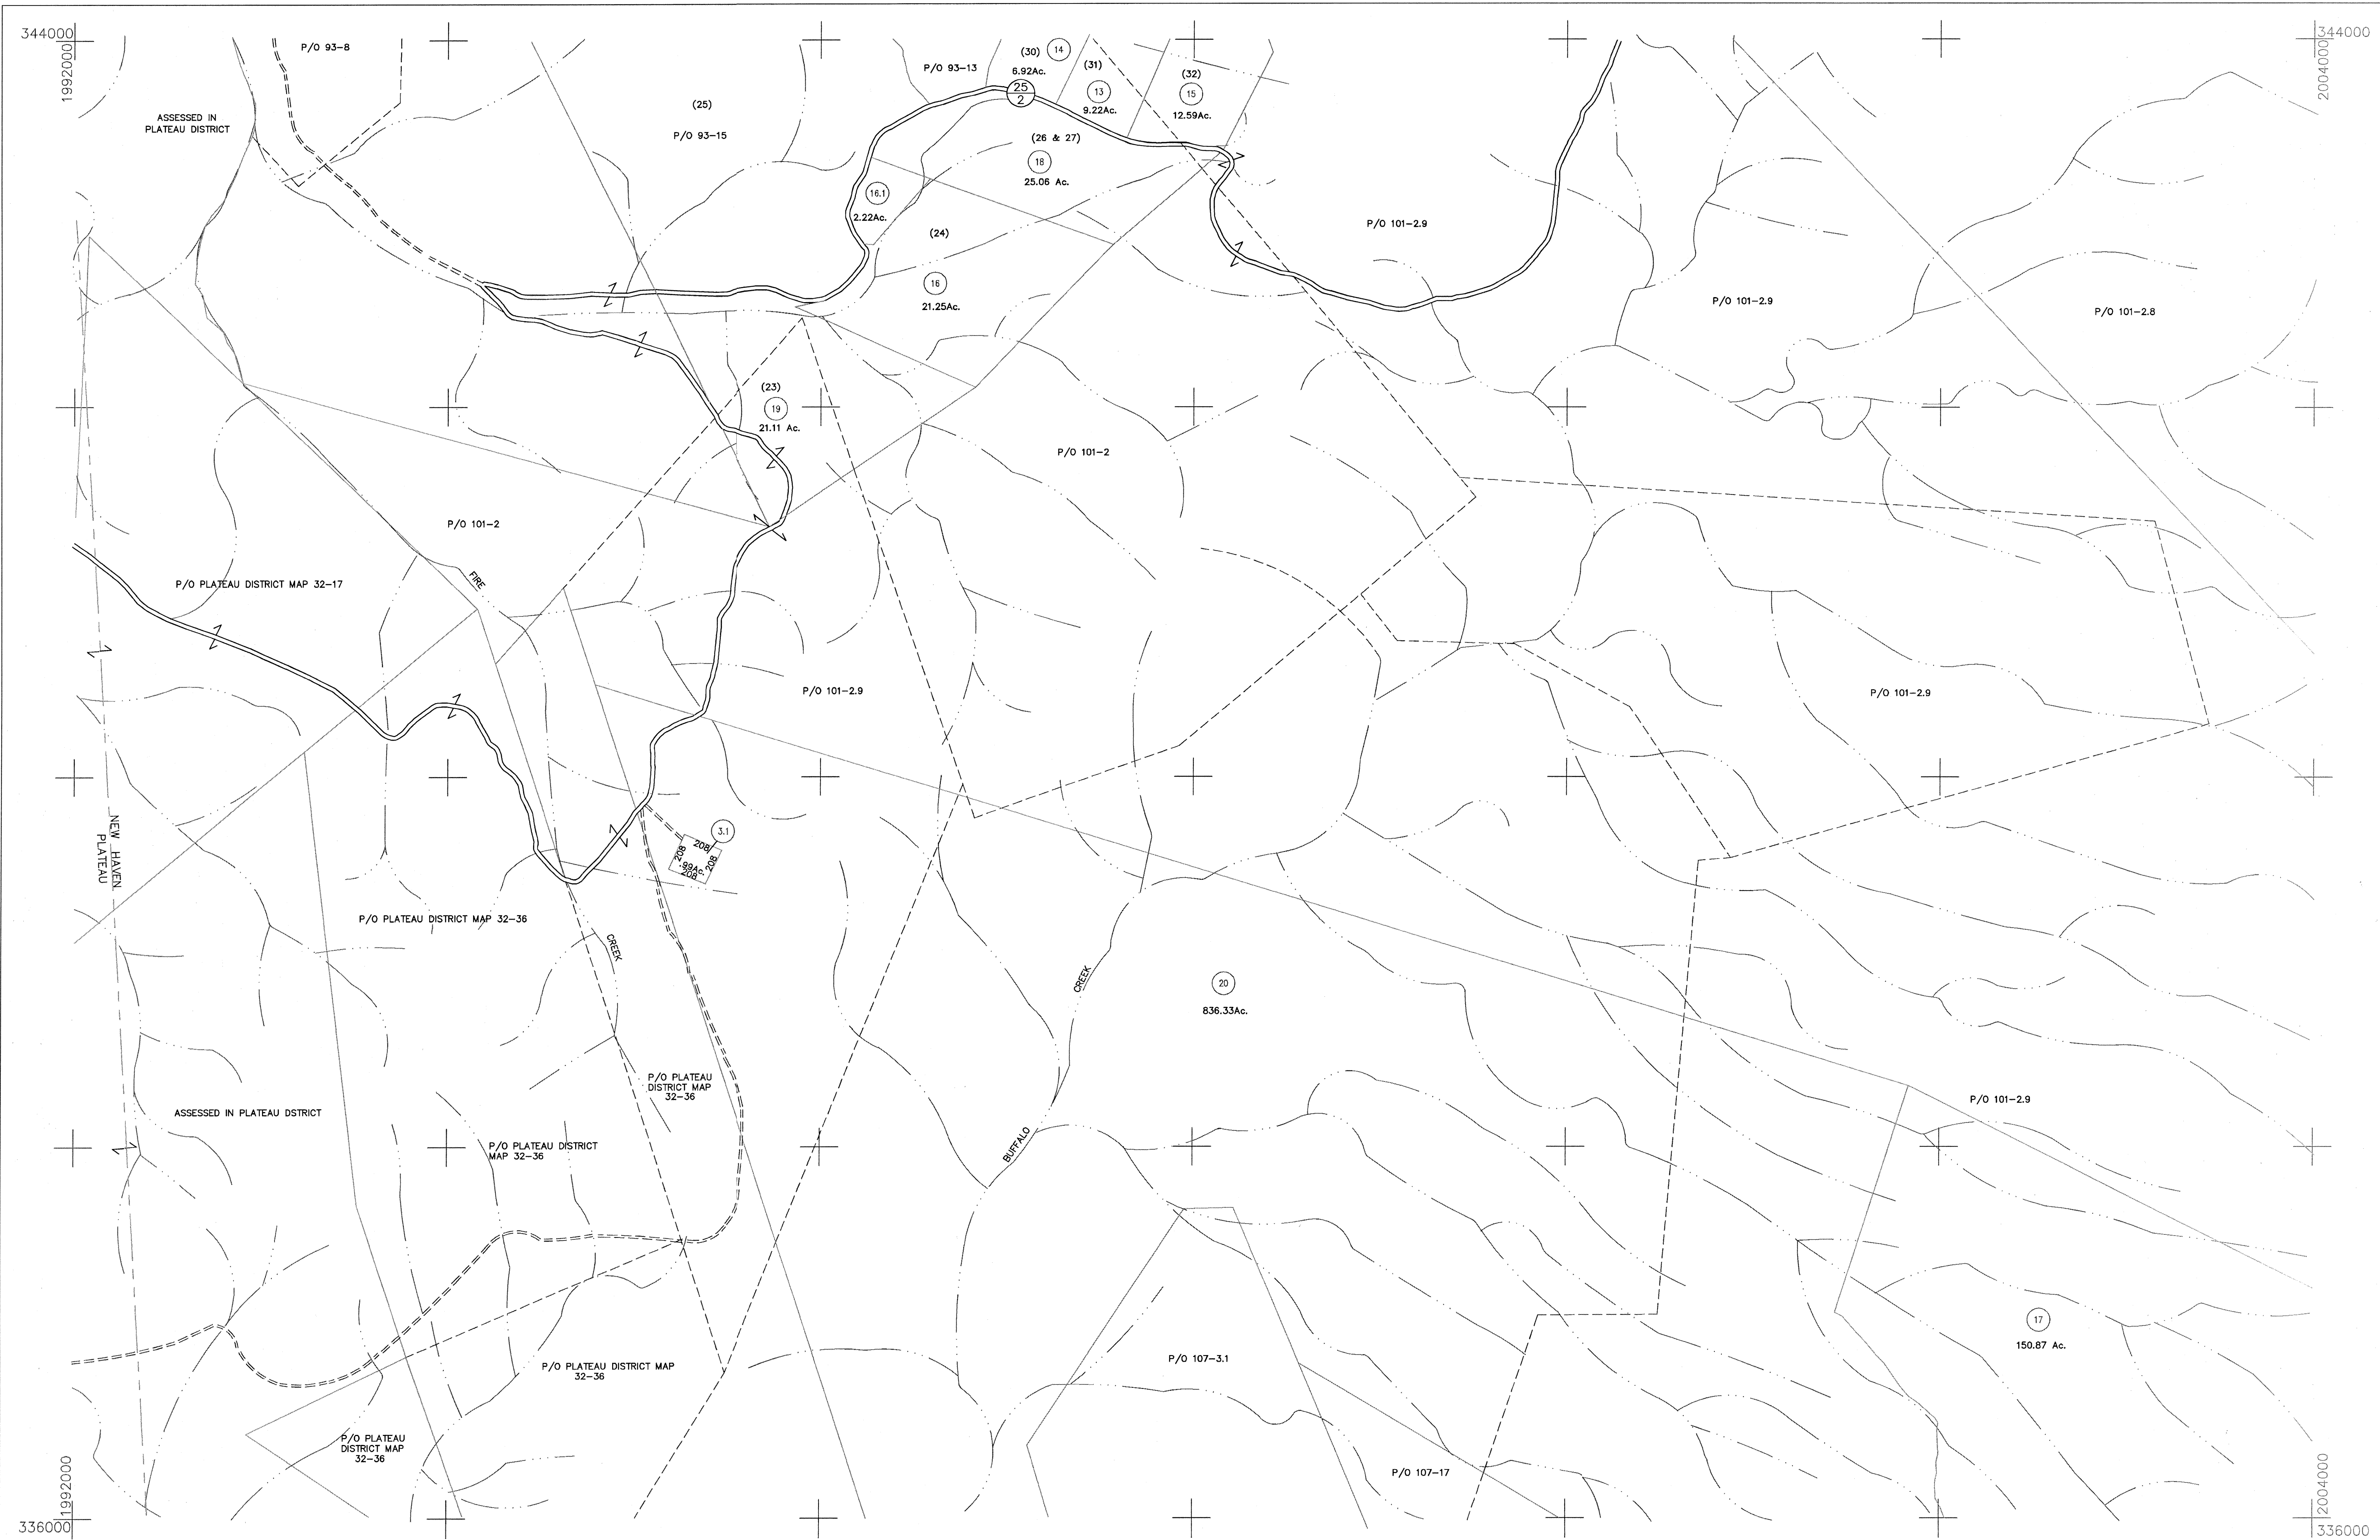 344000
1992000
P/O 93-8
ASSESSED IN
PLATEAU DISTRICT
(25)
P/O 93-15
P/O 93-13
(30)
14
6.92Ac.
25
2
(31)
13
9.22Ac.
(32)
15
12.59Ac.
344000
2004000
(26 & 27)
18
25.06 Ac.
16.1
2.22Ac.
(24)
16
21.25Ac.
P/O 101-2.9
P/O 101-2.9
P/O 101-2.8
(23)
19
21.11 Ac.
P/O 101-2
P/O 101-2
P/O PLATEAU DISTRICT MAP 32-17
FIRE
P/O 101-2.9
P/O 101-2.9
NEW HAVEN
PLATEAU
3.1
208
208
208
.99Ac.
208
P/O PLATEAU DISTRICT MAP 32-36
CREEK
CREEK
20
836.33Ac.
P/O PLATEAU
DISTRICT MAP
32-36
ASSESSED IN PLATEAU DSTRICT
P/O PLATEAU DISTRICT
MAP 32-36
BUFFALO
P/O 101-2.9
17
150.87 Ac.
P/O PLATEAU DISTRICT MAP
32-36
P/O 107-3.1
P/O PLATEAU
DISTRICT MAP
32-36
P/O 107-17
1992000
336000
2004000
336000